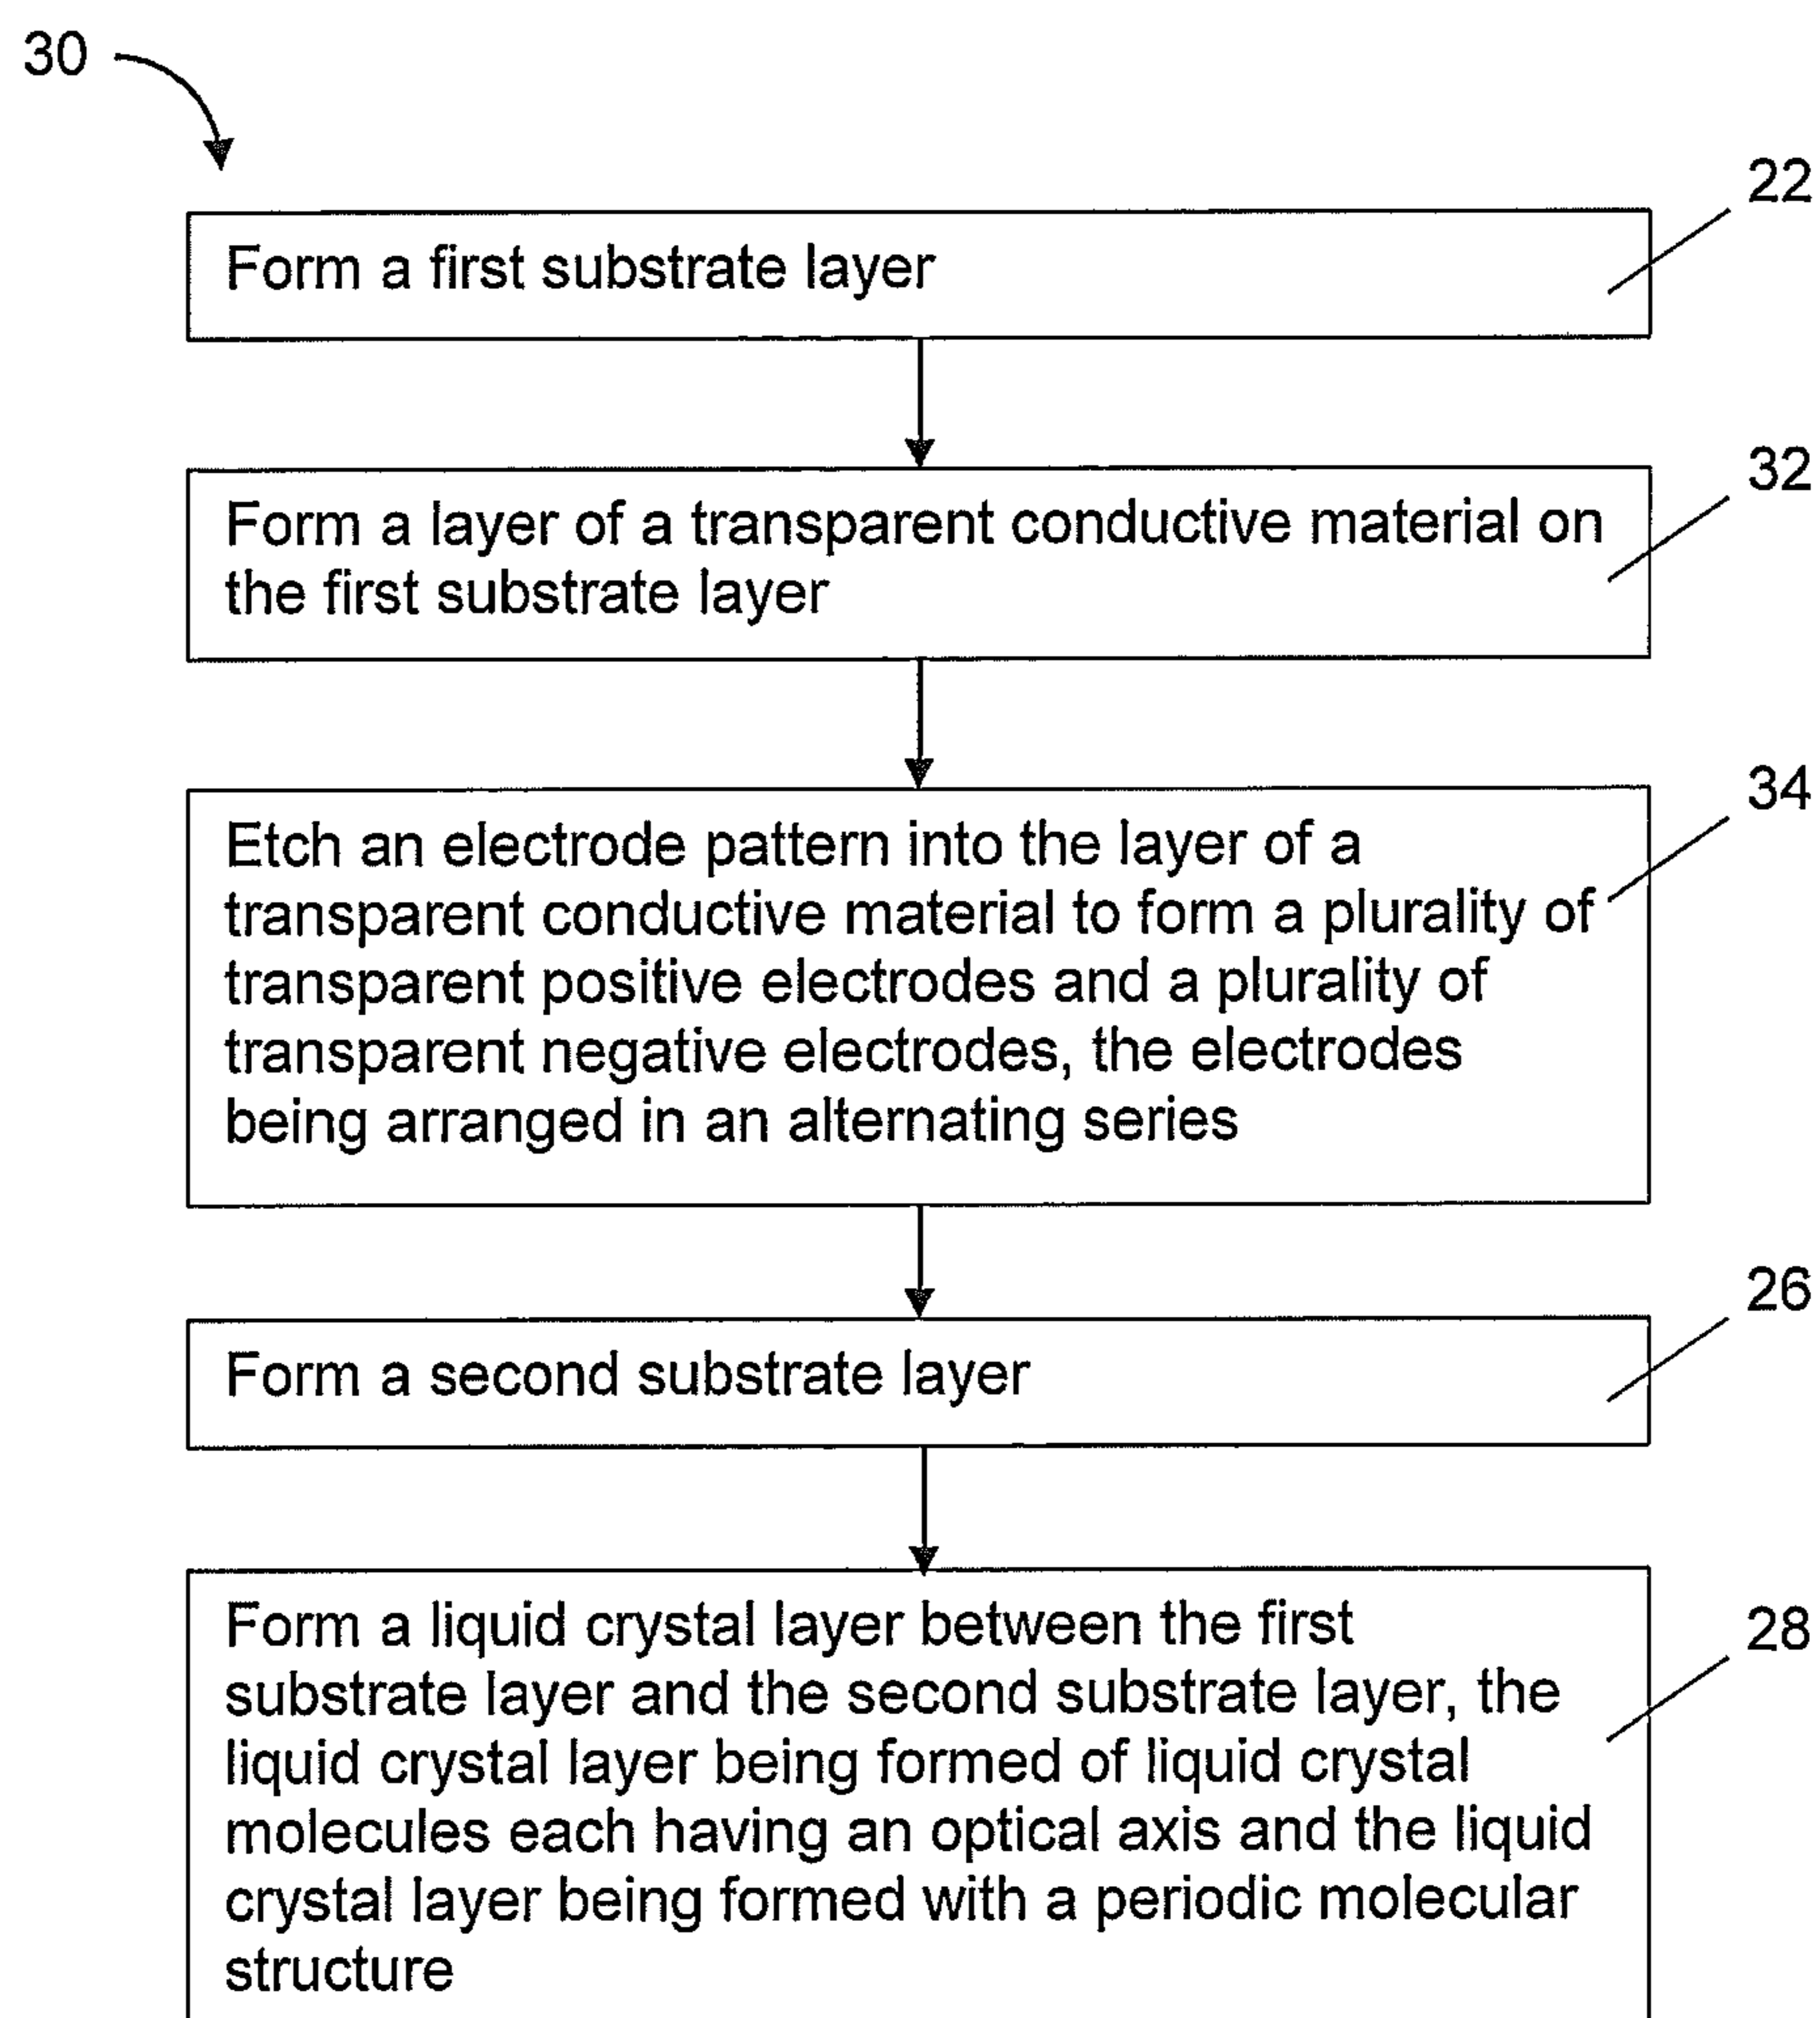 30
22
Form a first substrate layer
32
Form a layer of a transparent conductive material on
the first substrate layer
34
Etch an electrode pattern into the layer of a
transparent conductive material to form a plurality of
transparent positive electrodes and a plurality of
transparent negative electrodes, the electrodes
being arranged in an alternating series
26
Form a second substrate layer
28
Form a liquid crystal layer between the first
substrate layer and the second substrate layer, the
liquid crystal layer being formed of liquid crystal
molecules each having an optical axis and the liquid
crystal layer being formed with a periodic molecular
structure